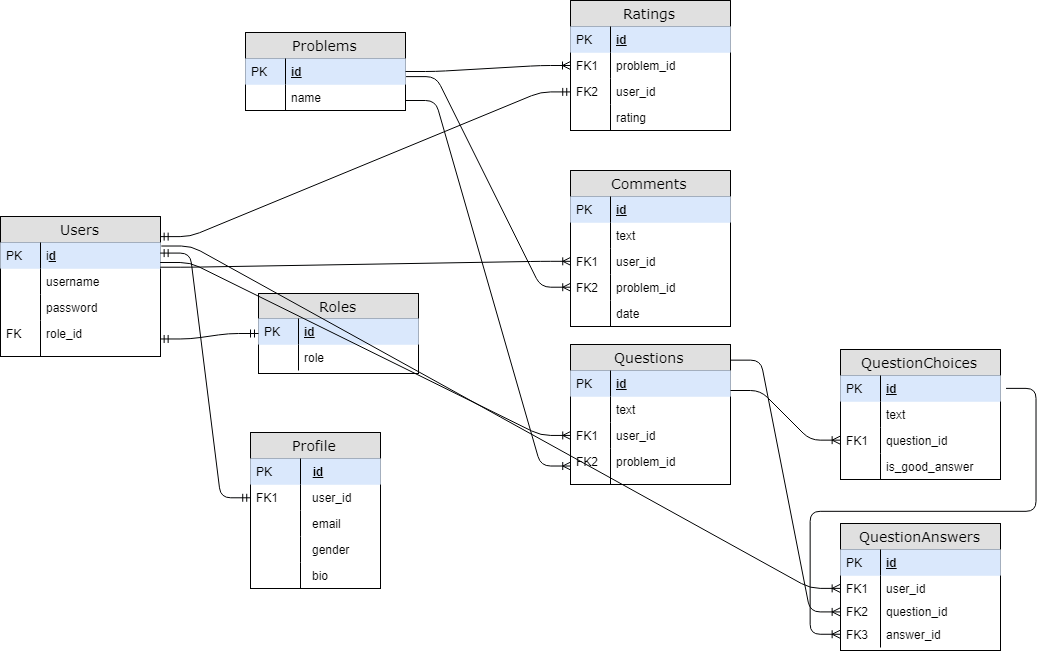 Problems
PK id
name
Ratings
PK id
FK1 problem_id
FK2 user_id
rating
Comments
PK id
text
FK1 user_id
FK2 problem_id
date
Users
PK id
username
password
FK role_id
Roles
PK id
role
Profile
PK id
FK1 user_id
email
gender
bio
Questions
PK id
text
FK1 user_id
FK2 problem_id
QuestionChoices
PK id
text
FK1 question_id
is_good_answer
QuestionAnswers
PK id
FK1 user_id
FK2 question_id
FK3 answer_id